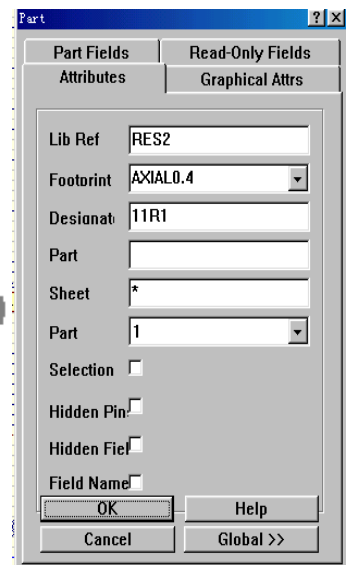 Part
? ×
Part Fields Read-Only Fields
Attributes Graphical Attrs
Lib Ref RES2
Footprint AXIAL0.4
Designat 11R1
Part
Sheet *
Part 1
Selection
Hidden Pin
Hidden Fiel
Field Name
OK Help
Cancel Global >>